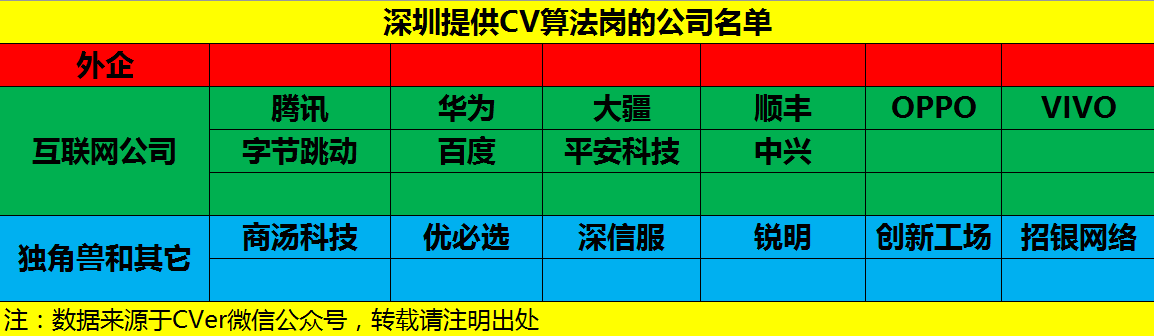 深圳提供CV算法岗的公司名单
外企
腾讯 华为 大疆 顺丰 OPPO VIVO
互联网公司
字节跳动 百度 平安科技 中兴
独角兽和其它
商汤科技 优必选 深信服 锐明 创新工场 招银网络
注：数据来源于CVer微信公众号，转载请注明出处